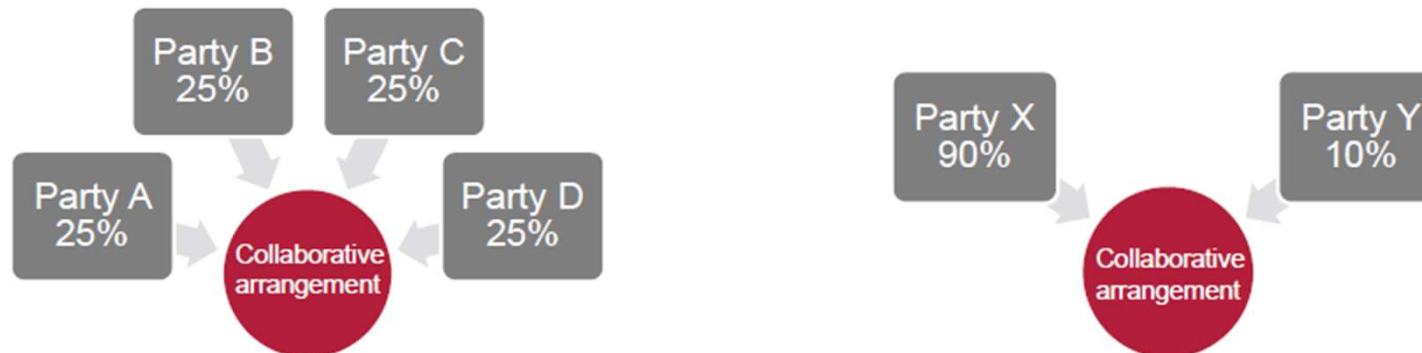 Party B
25%
Party C
25%
Party A
25%
Party D
25%
Collaborative
arrangement
Party X
90%
Party Y
10%
Collaborative
arrangement